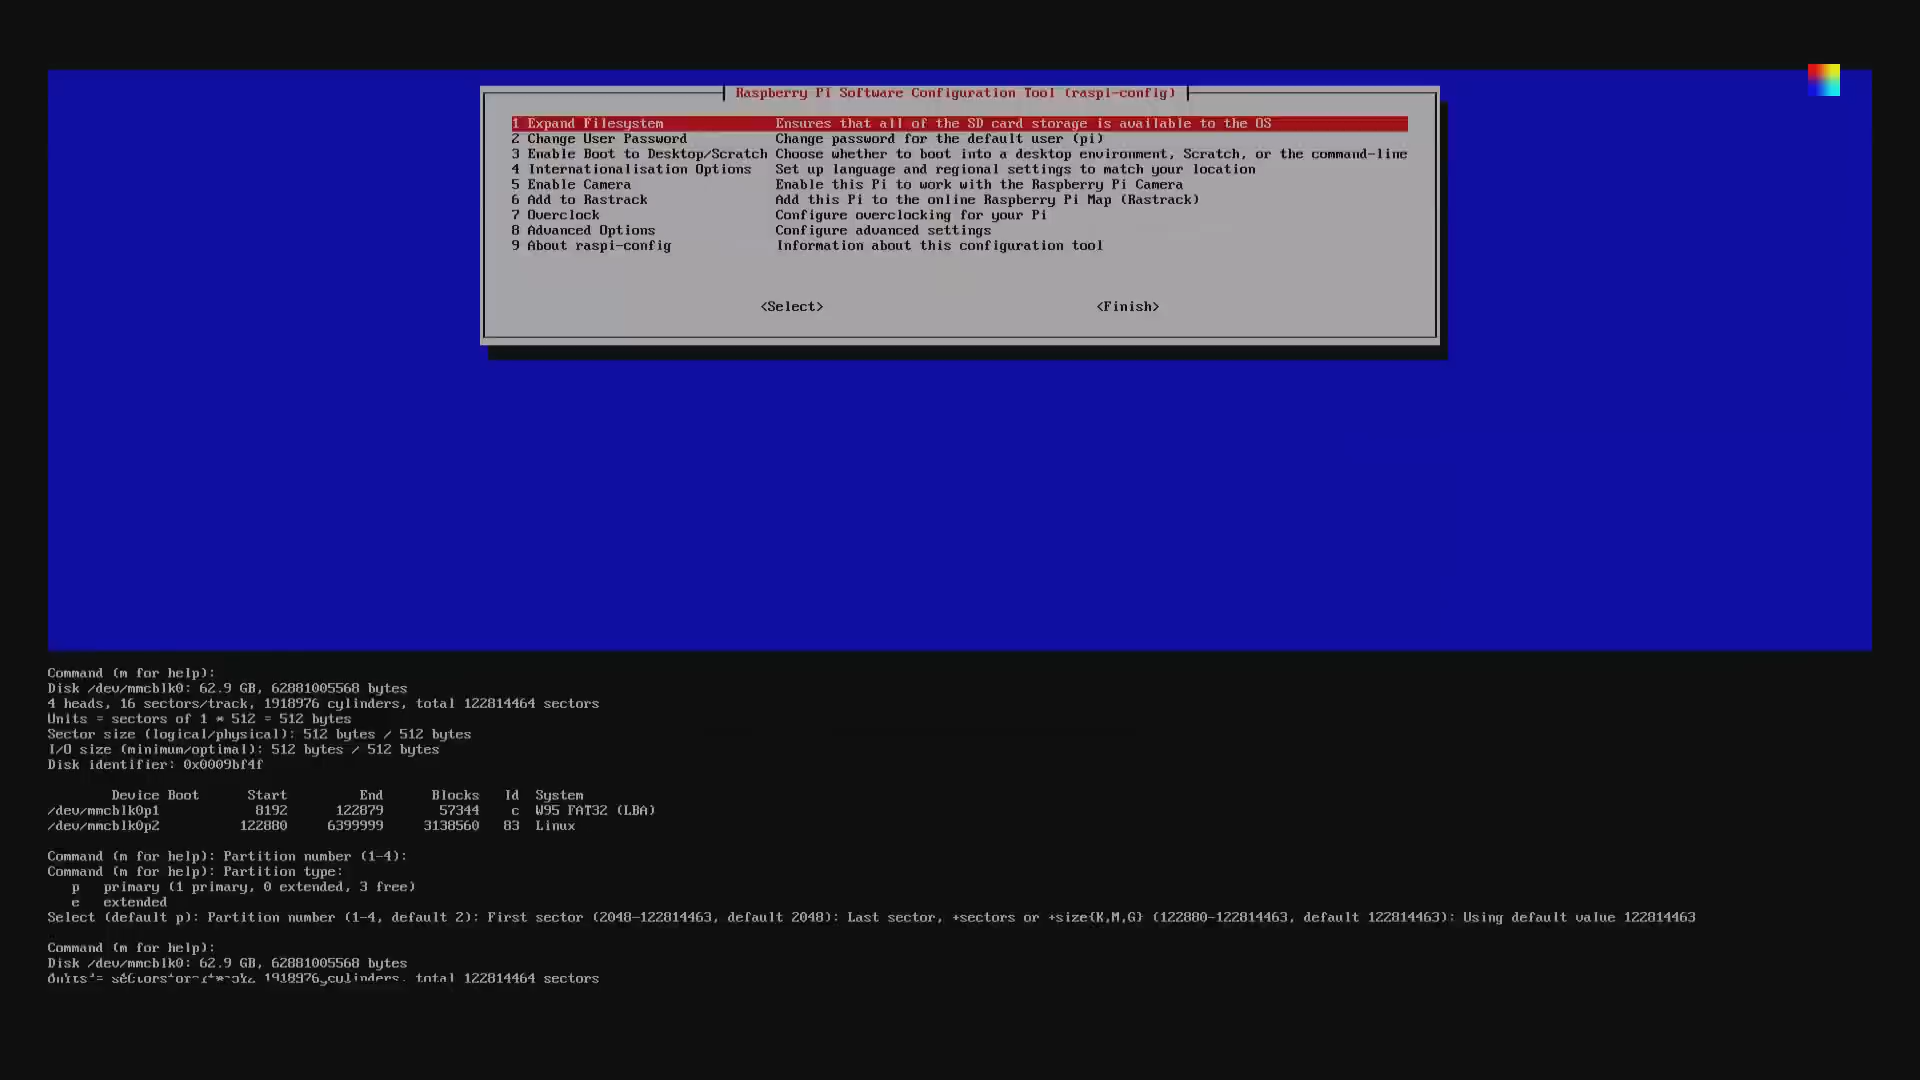 Raspberry Pi Software Configuration Tool (raspi-config)
1 Expand Filesystem Ensures that all of the SD card storage is available to the OS
2 Change User Password Change password for the default user (pi)
3 Enable Boot to Desktop/Scratch Choose whether to boot into a desktop environment, Scratch, or the command-line
4 Internationalisation Options Set up language and regional settings to match your location
5 Enable Camera Enable this Pi to work with the Raspberry Pi Camera
6 Add to Rastrack Add this Pi to the online Raspberry Pi Map (Rastrack)
7 Overclock Configure overclocking for your Pi
8 Advanced Options Configure advanced settings
9 About raspi-config Information about this configuration tool
<Select> <Finish>
Command (m for help):
Disk /dev/mmcblk0: 62.9 GB, 62881005568 bytes
4 heads, 16 sectors/track, 1918976 cylinders, total 122814464 sectors
Units = sectors of 1 * 512 = 512 bytes
Sector size (logical/physical): 512 bytes / 512 bytes
I/O size (minimum/optimal): 512 bytes / 512 bytes
Disk identifier: 0x0009bf4f
Device Boot Start End Blocks Id System
/dev/mmcblk0p1 8192 122879 57344 c W95 FAT32 (LBA)
/dev/mmcblk0p2 122880 6399999 3138560 83 Linux
Command (m for help): Partition number (1-4):
Command (m for help): Partition type:
p primary (1 primary, 0 extended, 3 free)
e extended
Select (default p): Partition number (1-4, default 2): First sector (2048-122814463, default 2048): Last sector, +sectors or +size{K,M,G} (122880-122814463, default 122814463): Using default value 122814463
Command (m for help):
Disk /dev/mmcblk0: 62.9 GB, 62881005568 bytes
1918976 cylinders, total 122814464 sectors